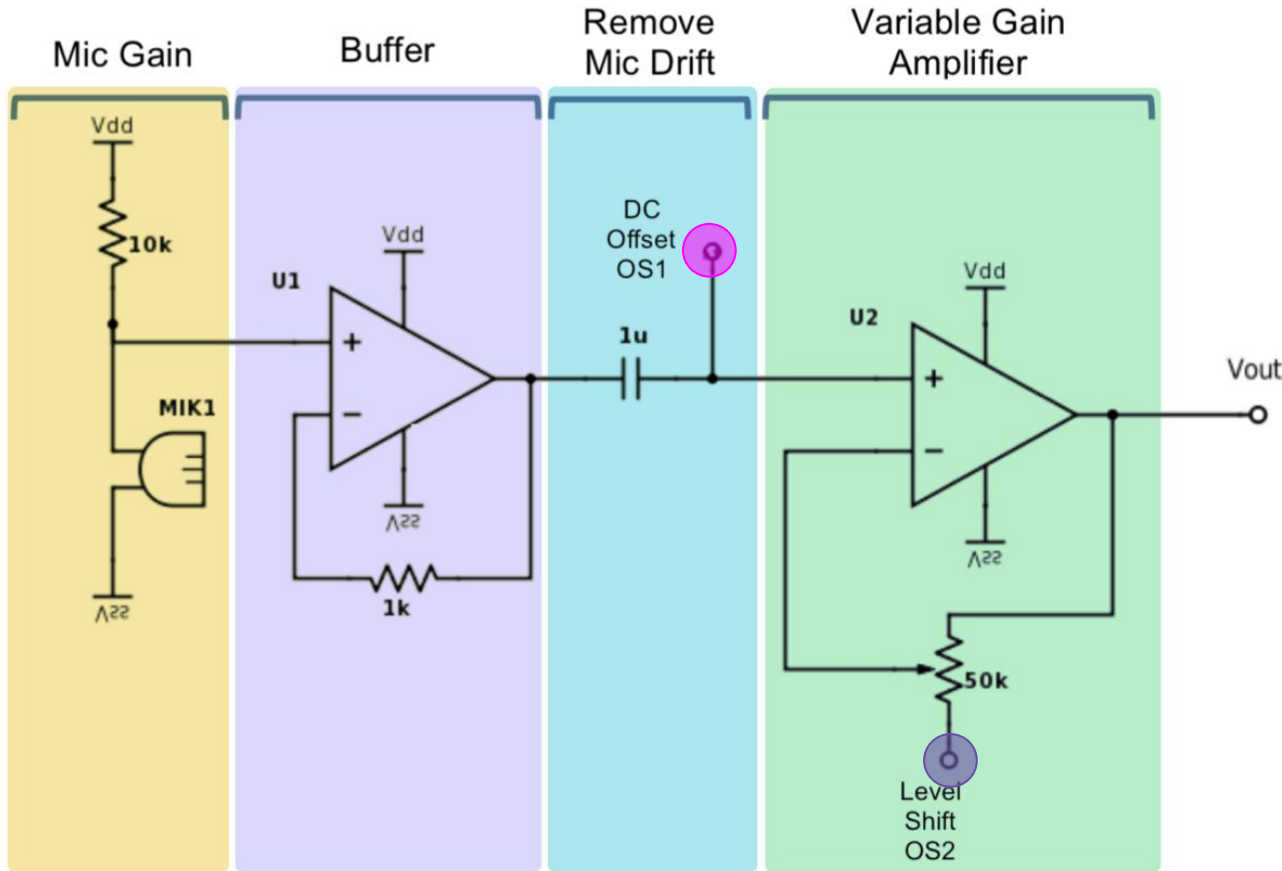 Mic Gain
Buffer
Remove
Mic Drift
Variable Gain
Amplifier
Vdd
10k
MIK1
Vss
U1
Vdd
+
−
Vss
1k
1u
DC
Offset
OS1
U2
Vdd
+
−
Vss
50k
Level
Shift
OS2
Vout